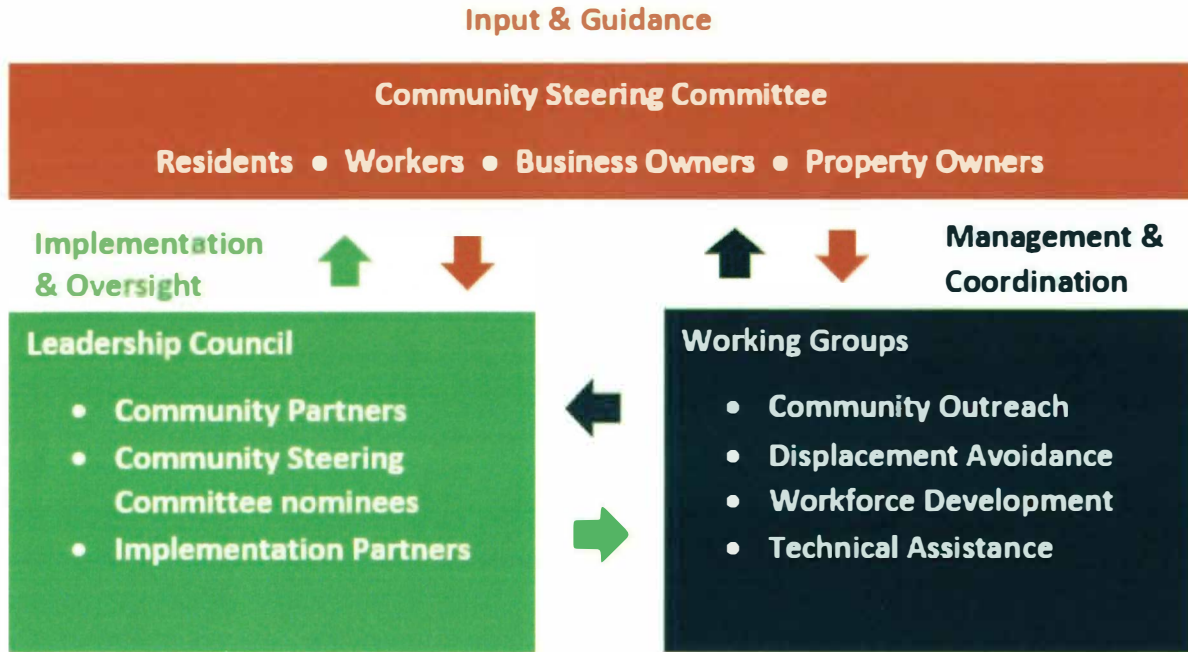 Input & Guidance
Community Steering Committee
Residents • Workers • Business Owners • Property Owners
Implementation
& Oversight
Management &
Coordination
Leadership Council
• Community Partners
• Community Steering
Committee nominees
• Implementation Partners
Working Groups
• Community Outreach
• Displacement Avoidance
• Workforce Development
• Technical Assistance